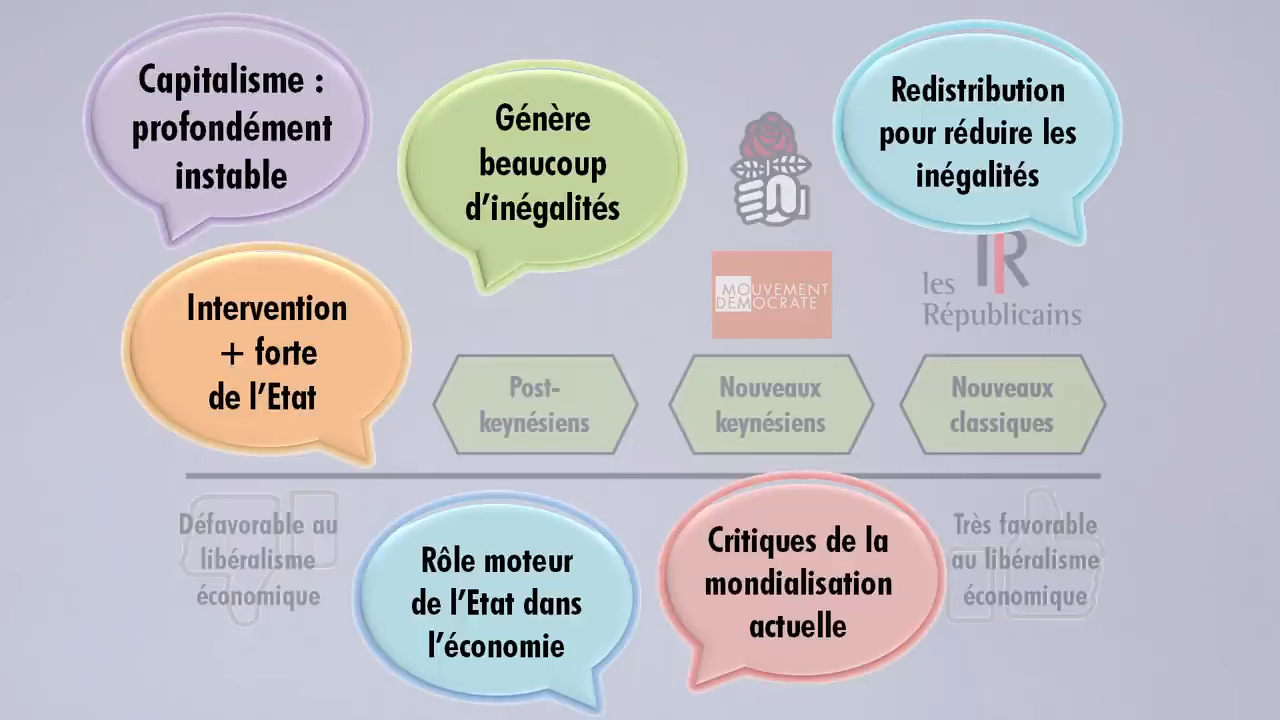 Capitalisme :
profondément
instable
Génère
beaucoup
d’inégalités
Redistribution
pour réduire les
inégalités
Intervention
+ forte
de l’Etat
MOUVEMENT
DEMOCRATE
lR
les
Républicains
Post-
keynésiens
Nouveaux
keynésiens
Nouveaux
classiques
Défavorable au
libéralisme
économique
Rôle moteur
de l’Etat dans
l’économie
Critiques de la
mondialisation
actuelle
Très favorable
au libéralisme
économique